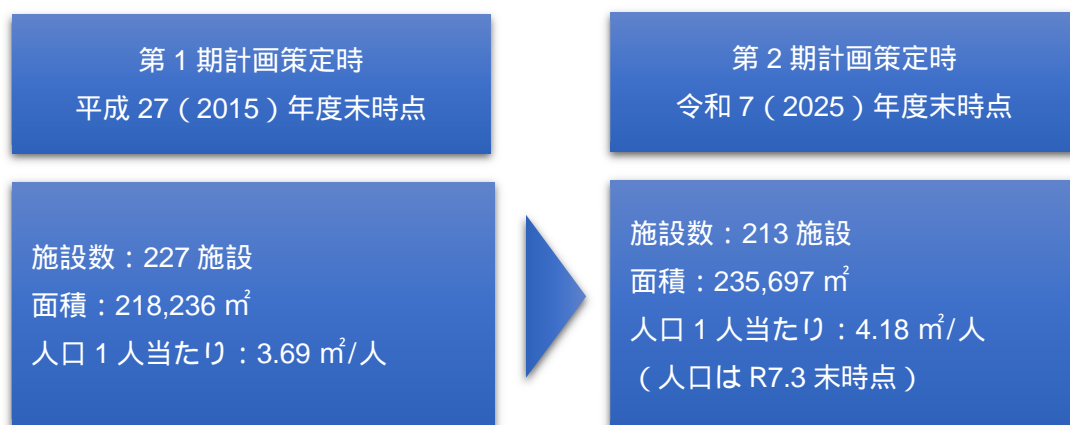 第１期計画策定時
平成 27（2015）年度末時点
第２期計画策定時
令和７（2025）年度末時点
施設数：227 施設
面積：218,236 ㎡
人口１人当たり：3.69 ㎡/人
施設数：213 施設
面積：235,697 ㎡
人口１人当たり：4.18 ㎡/人
（人口は R7.3 末時点）